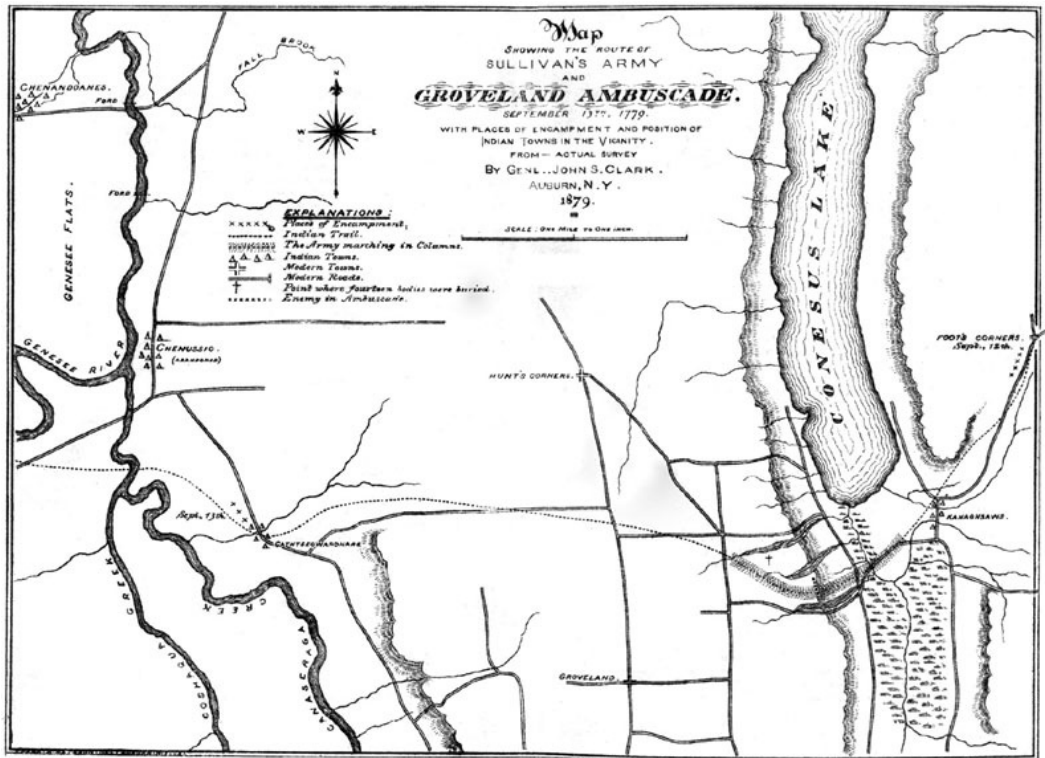 Map
SHOWING THE ROUTE OF
SULLIVAN'S ARMY
AND
GROVELAND AMBUSCADE.
SEPTEMBER 13TH. 1779.
WITH PLACES OF ENCAMPMENT AND POSITION OF
INDIAN TOWNS IN THE VICINITY.
FROM – ACTUAL SURVEY
BY GENL.. JOHN S. CLARK.
AUBURN, N.Y.
1879.
SCALE: ONE MILE TO ONE INCH.
N
W
E
S
EXPLANATIONS:
Places of Encampment,
Indian Trail.
The Army marching in Columns.
Indian Towns.
Modern Towns.
Modern Roads.
Point where fourteen bodies were buried.
Enemy in Ambuscade.
FALL BROOK
CHENANDOANES.
FORD
FORD
GENESEE FLATS.
GENESEE RIVER
CHENUSSIO.
HUNT'S CORNERS.
CONESUS LAKE
FOOT'S CORNERS.
Sept., 12th.
Sept., 13th.
GATHTSEGWAROHARE
KANAGHSAWS.
COSHAQUA CREEK
CANASERAGA CREEK
GROVELAND